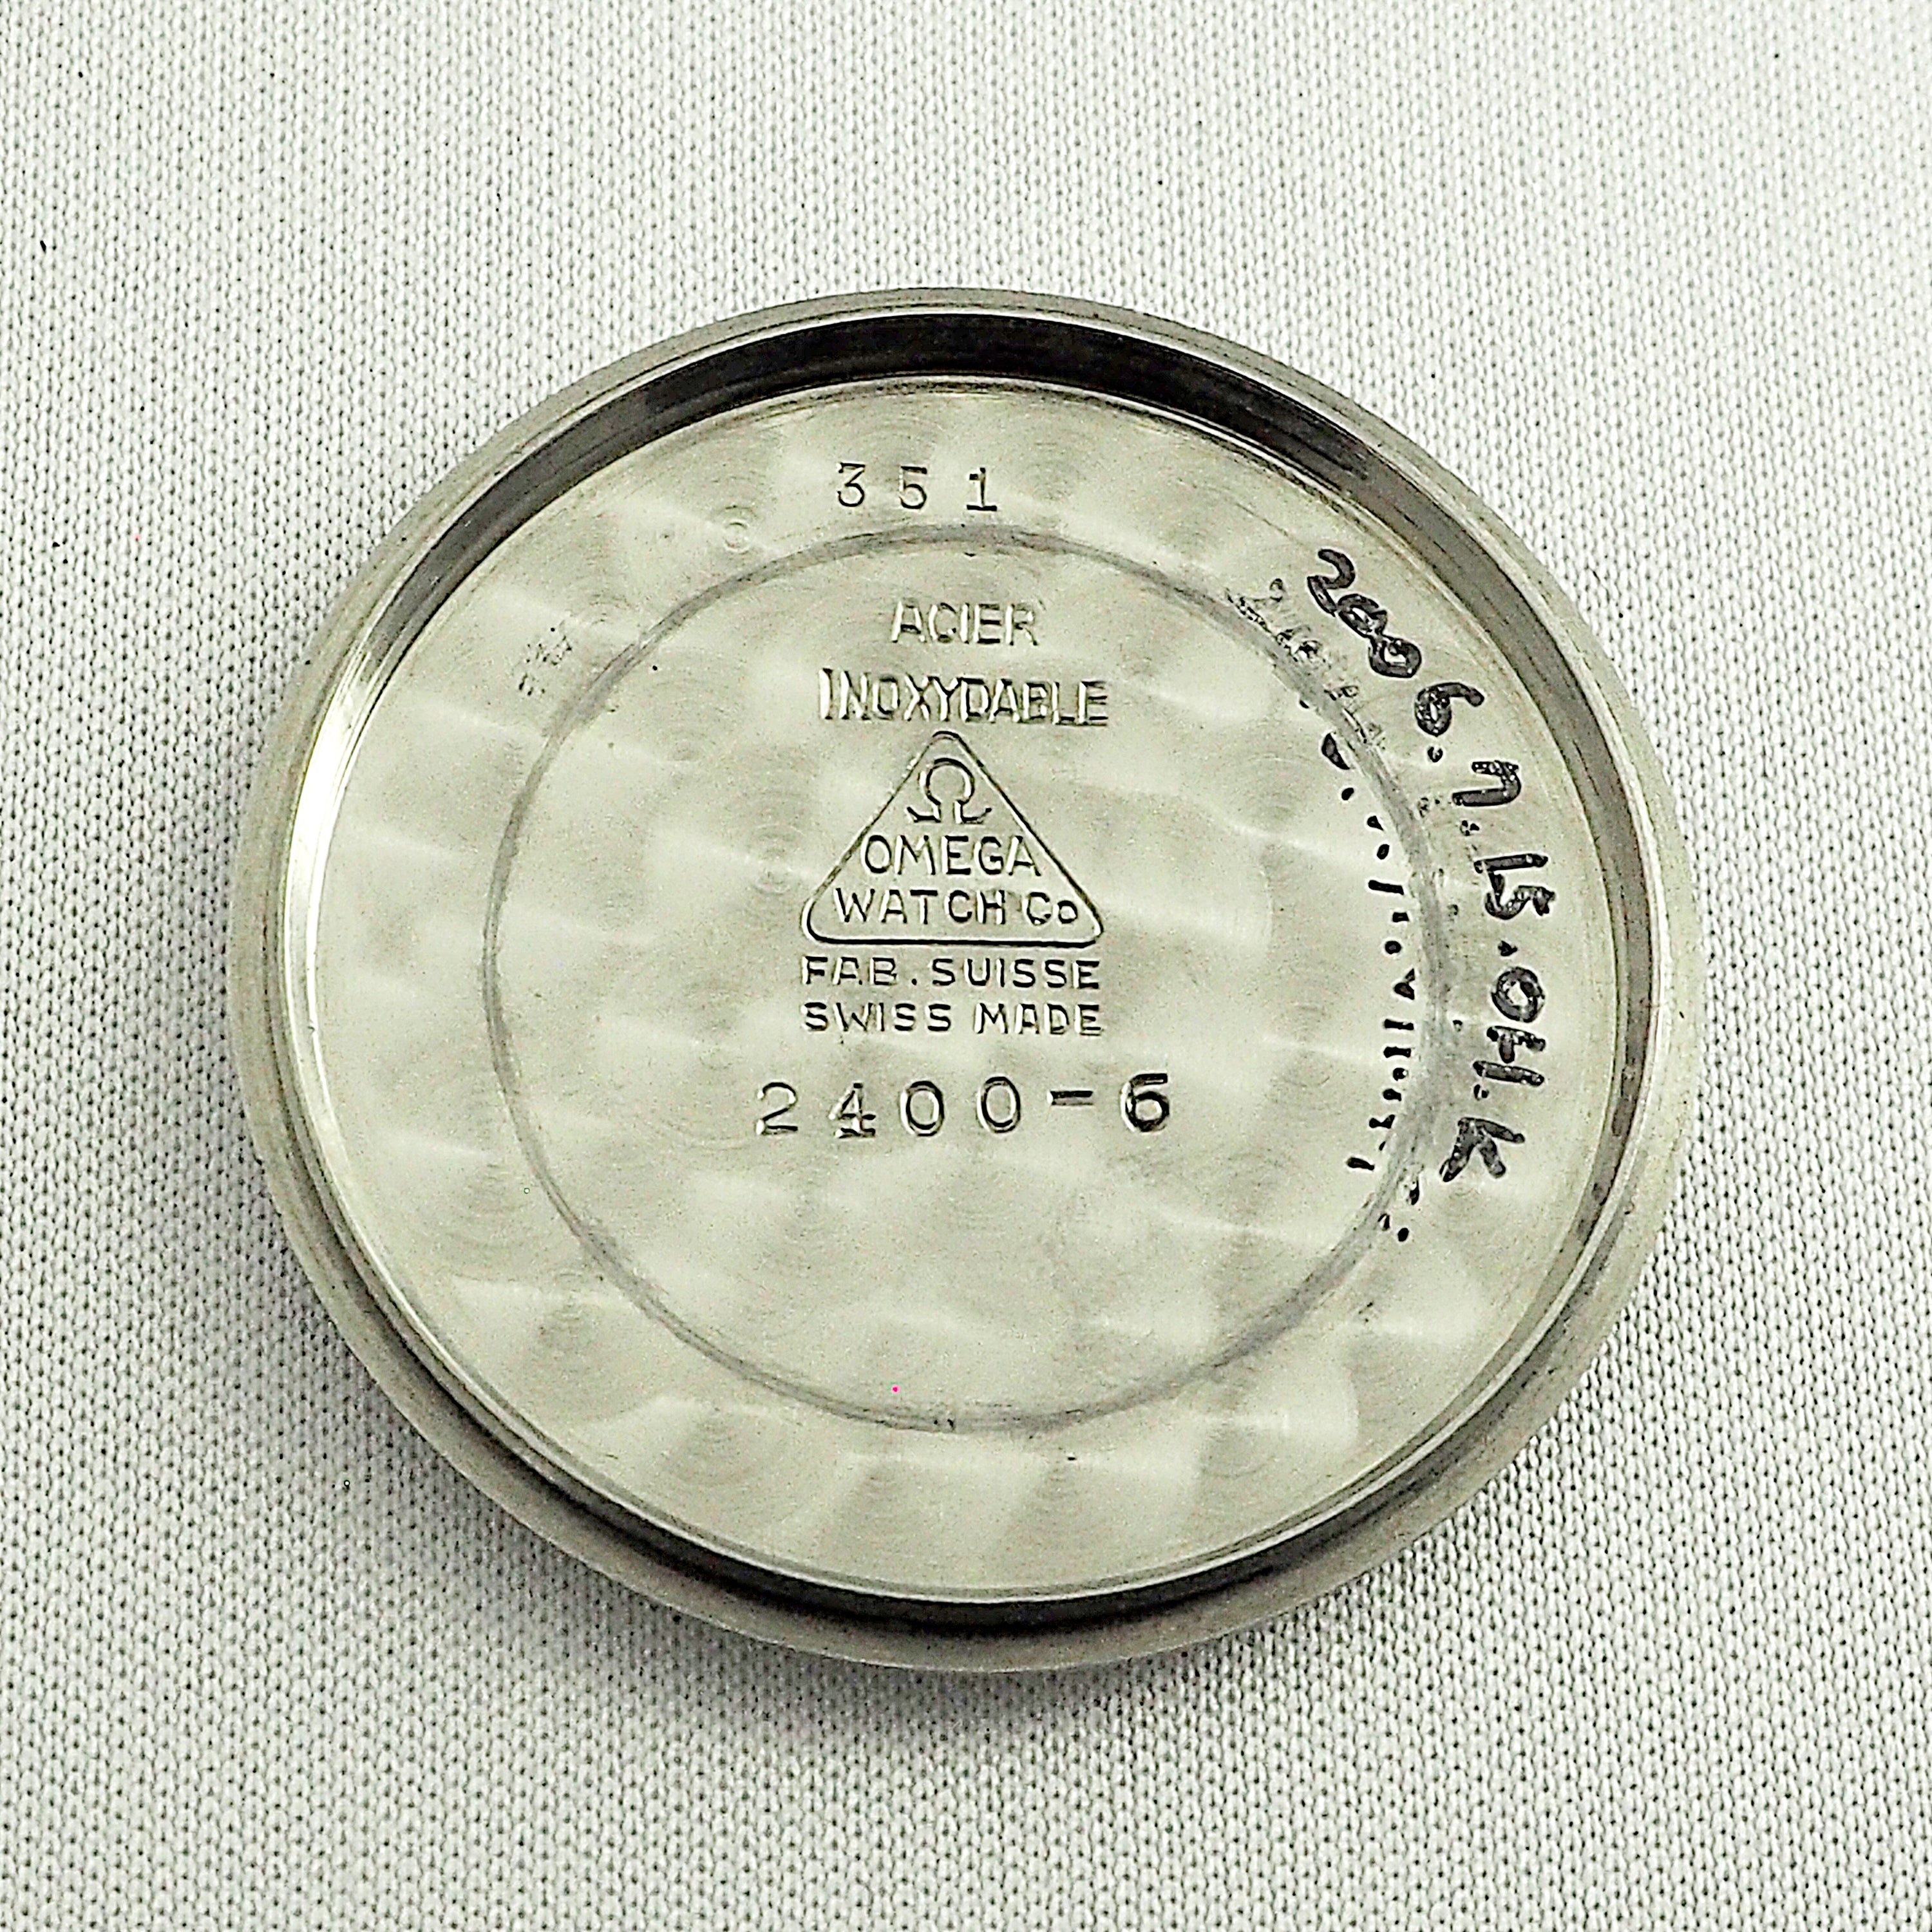 351
ACIER
INOXYDABLE
Ω
OMEGA
WATCH Co
FAB. SUISSE
SWISS MADE
2400-6
2006.7.15.OH.K